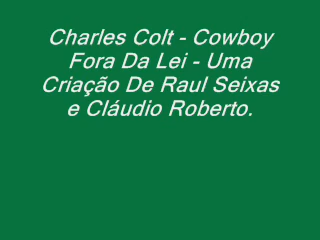 Charles Colt - Cowboy
Fora Da Lei - Uma
Criação De Raul Seixas
e Cláudio Roberto.